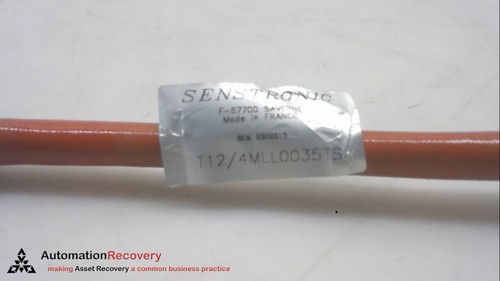 SENSTRONIC
F-67700 SAVERNE
Made in FRANCE
T12/4MLL0035TS
AutomationRecovery
making Asset Recovery a common business practice